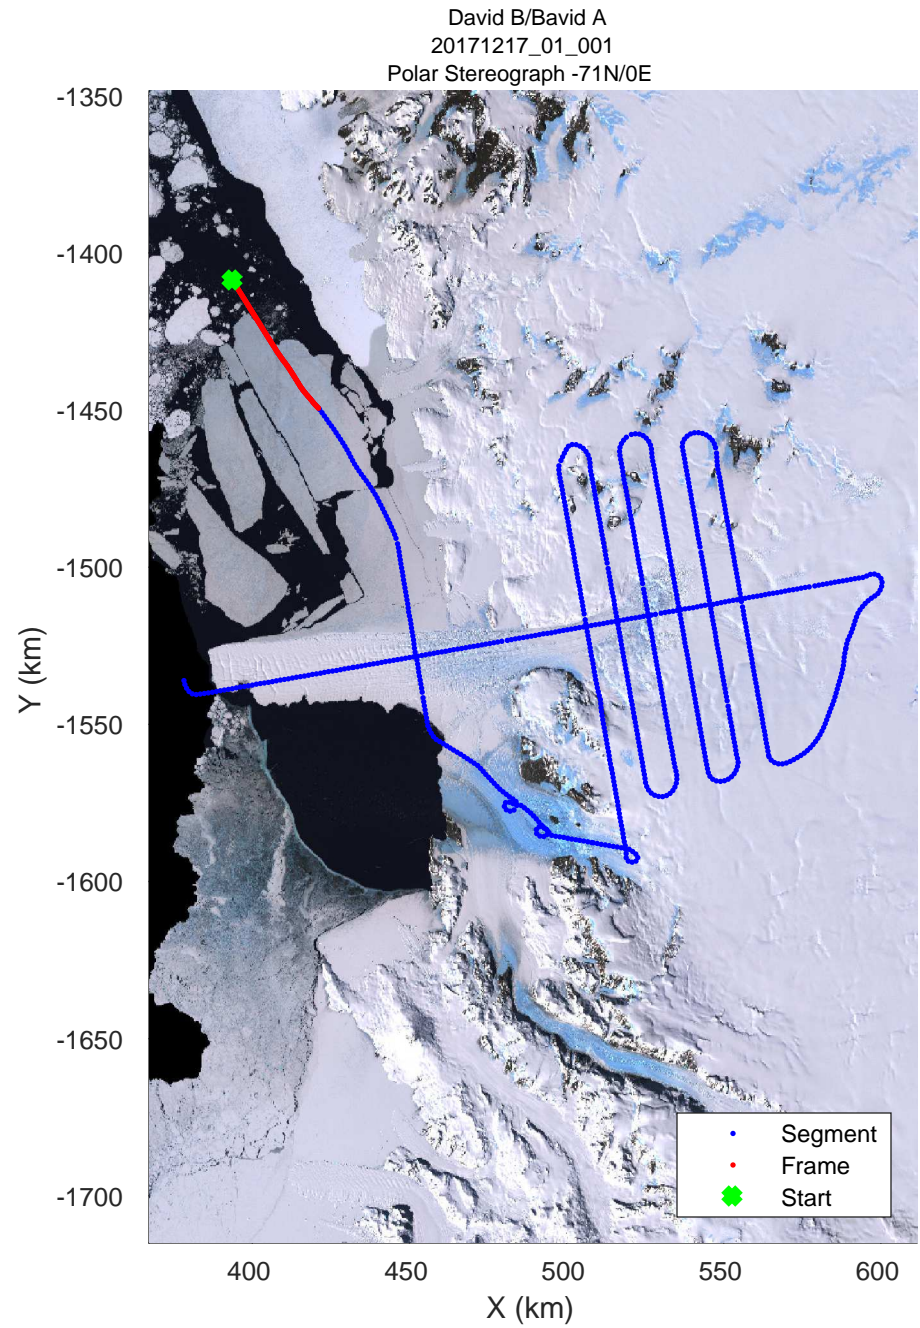 David B/Bavid A
20171217_01_001
Polar Stereograph -71N/0E
-1350
-1400
-1450
-1500
-1550
-1600
-1650
-1700
Y (km)
Segment
Frame
Start
400 450 500 550 600
X (km)